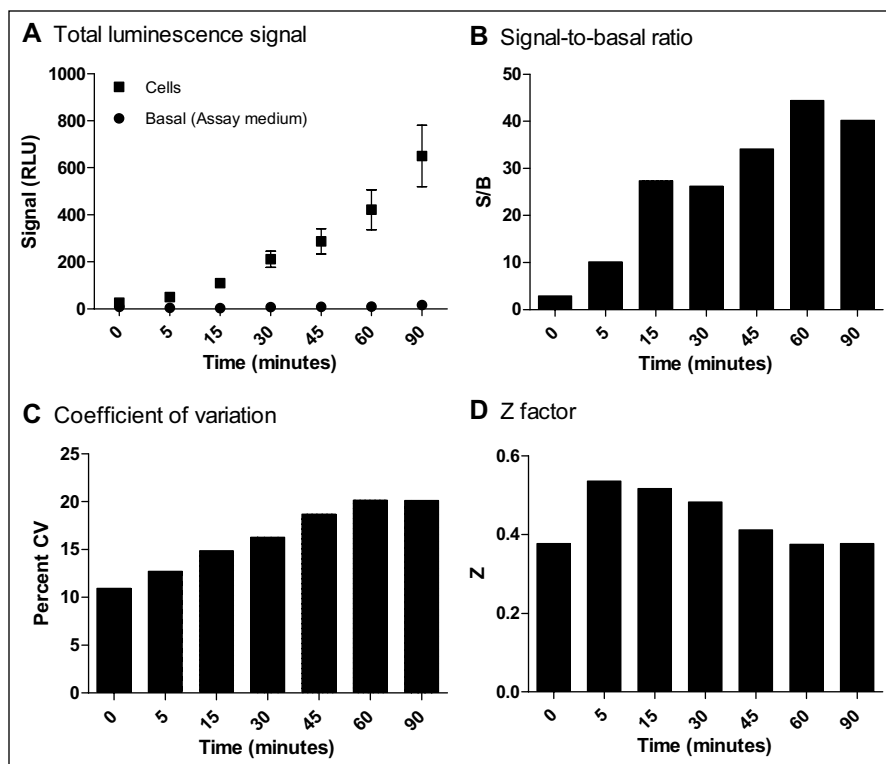 A Total luminescence signal
Signal (RLU)
1000
800
600
400
200
0
Cells
Basal (Assay medium)
0 5 15 30 45 60 90
Time (minutes)
B Signal-to-basal ratio
S/B
50
40
30
20
10
0
0 5 15 30 45 60 90
Time (minutes)
C Coefficient of variation
Percent CV
25
20
15
10
5
0
0 5 15 30 45 60 90
Time (minutes)
D Z factor
Z
0.6
0.4
0.2
0.0
0 5 15 30 45 60 90
Time (minutes)